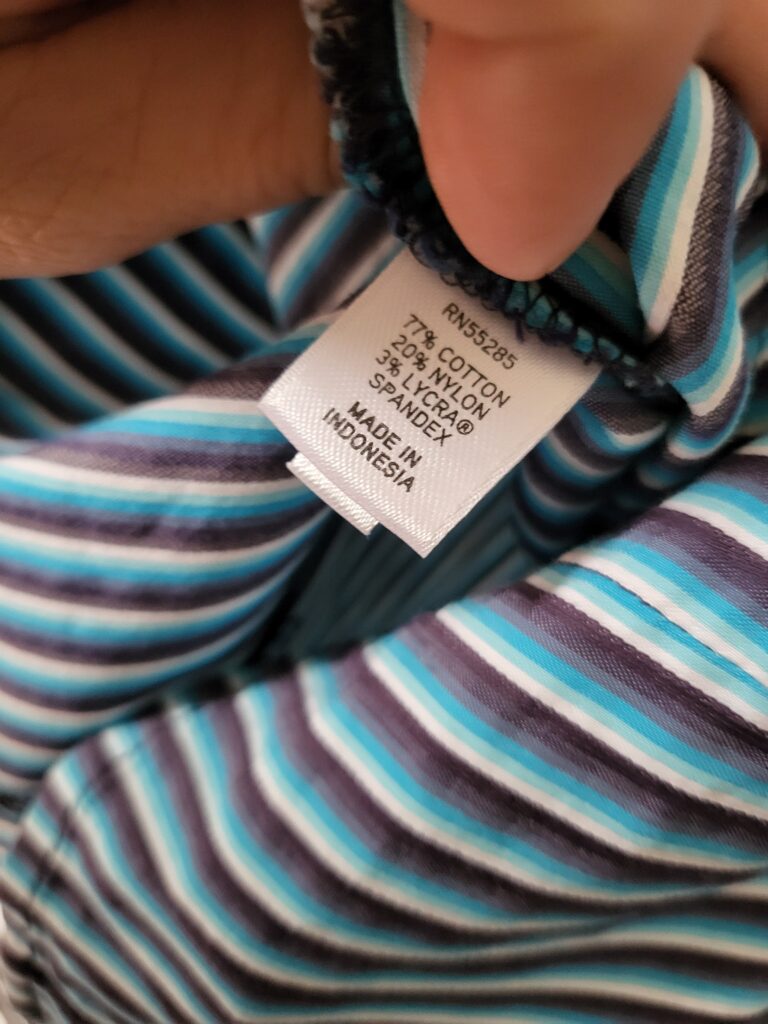 RN55285
77% COTTON
20% NYLON
3% LYCRA®
SPANDEX
MADE IN
INDONESIA